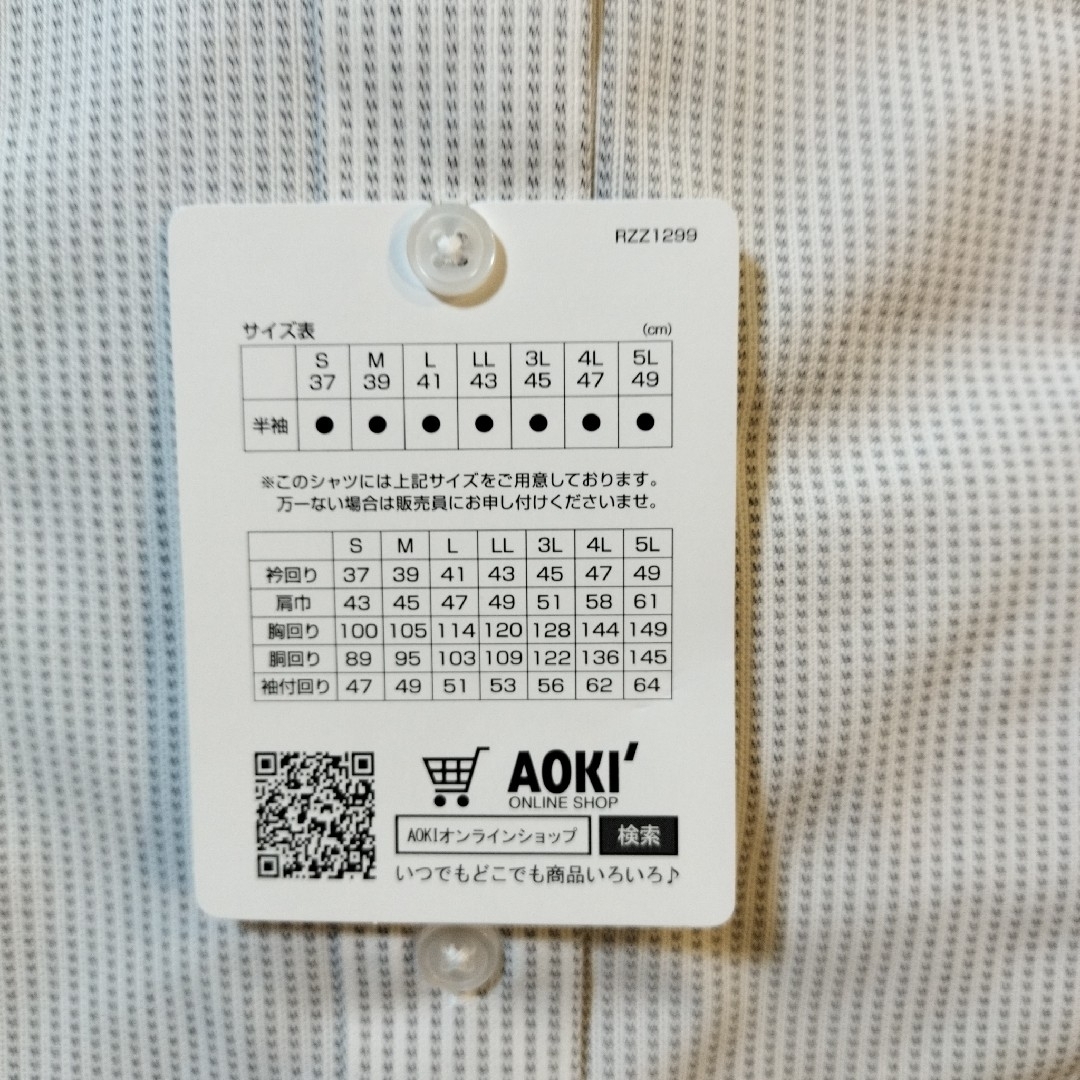 RZZ1299
サイズ表 (cm)
S M L LL 3L 4L 5L
37 39 41 43 45 47 49
半袖 ● ● ● ● ● ● ●
※このシャツには上記サイズをご用意しております。
万一ない場合は販売員にお申し付けくださいませ。
S M L LL 3L 4L 5L
衿回り 37 39 41 43 45 47 49
肩巾 43 45 47 49 51 58 61
胸回り 100 105 114 120 128 144 149
胴回り 89 95 103 109 122 136 145
袖付回り 47 49 51 53 56 62 64
AOKI'
ONLINE SHOP
AOKIオンラインショップ 検索
いつでもどこでも商品いろいろ♪